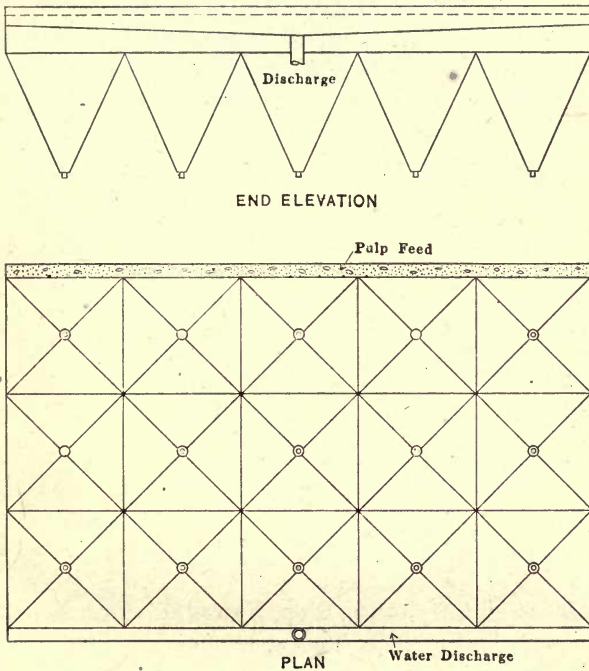 Discharge
END ELEVATION
Pulp Feed
Water Discharge
PLAN